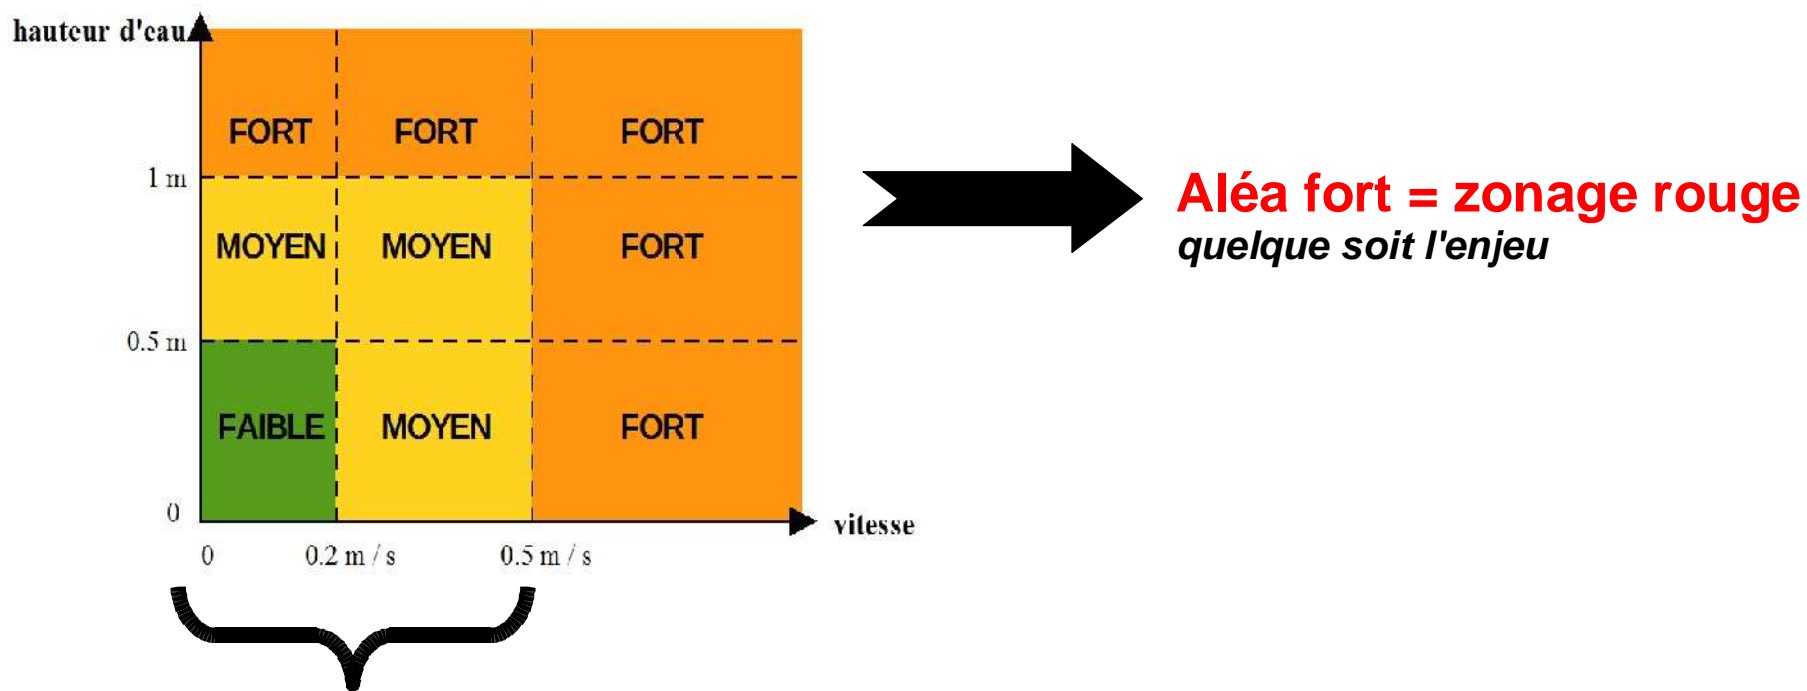 hauteur d'eau
FORT FORT FORT
1 m
Aléa fort = zonage rouge
quelque soit l'enjeu
MOYEN MOYEN FORT
0.5 m
FAIBLE MOYEN FORT
0
vitesse
0 0.2 m / s 0.5 m / s